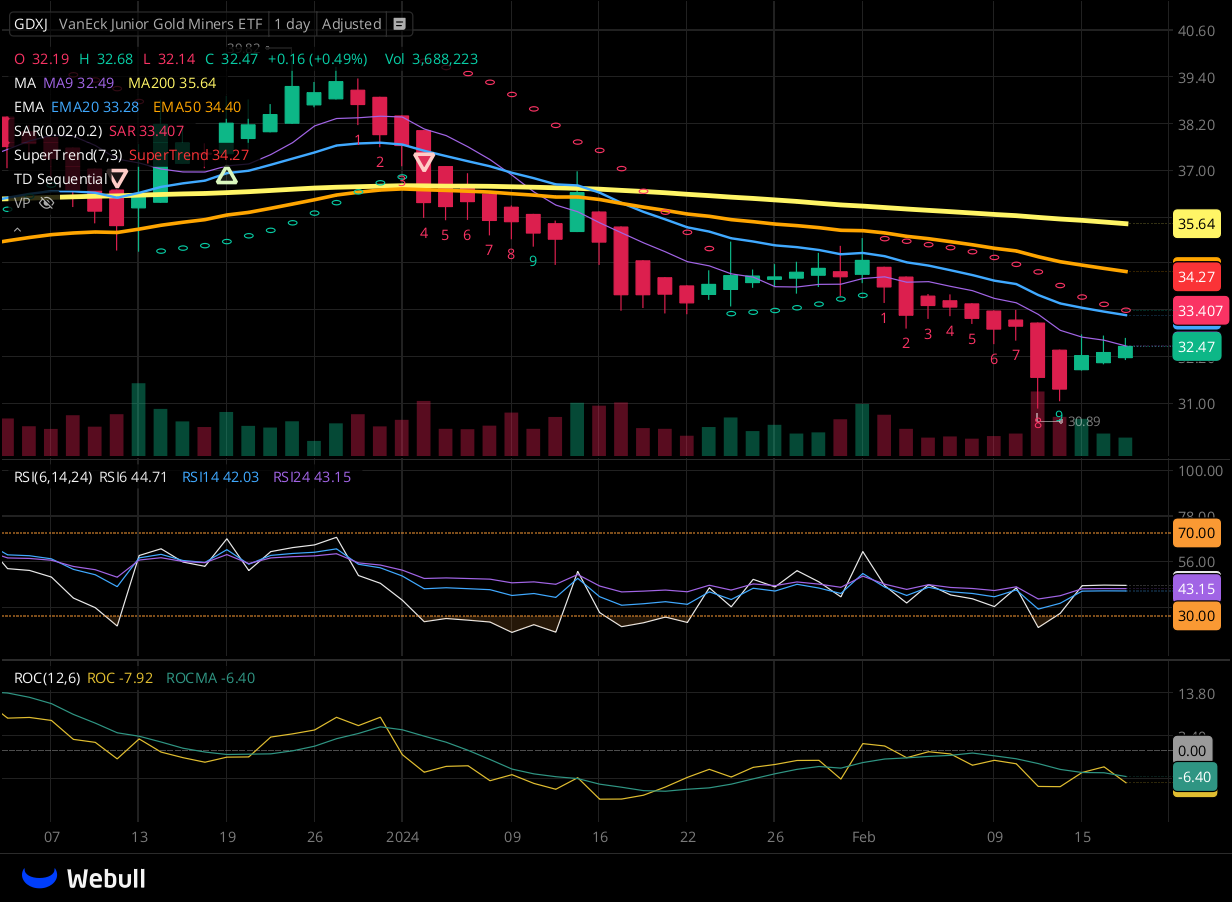 GDXJ VanEck Junior Gold Miners ETF 1 day Adjusted
40.60
O 32.19 H 32.68 L 32.14 C 32.47 +0.16 (+0.49%) Vol 3,688,223
39.40
MA MA9 32.49 MA200 35.64
EMA EMA20 33.28 EMA50 34.40
38.20
SAR(0.02,0.2) SAR 33.407
1
SuperTrend(7,3) SuperTrend 34.27
2
37.00
TD Sequential
3
VP
35.64
4 5 6
7 8 9
34.27
33.407
1 2 3 4 5 6 7
32.47
31.00
8 9 30.89
RSI(6,14,24) RSI6 44.71 RSI14 42.03 RSI24 43.15
100.00
78.00
70.00
56.00
43.15
30.00
ROC(12,6) ROC -7.92 ROCMA -6.40
13.80
0.00
-6.40
07 13 19 26 2024 09 16 22 26 Feb 09 15
Webull